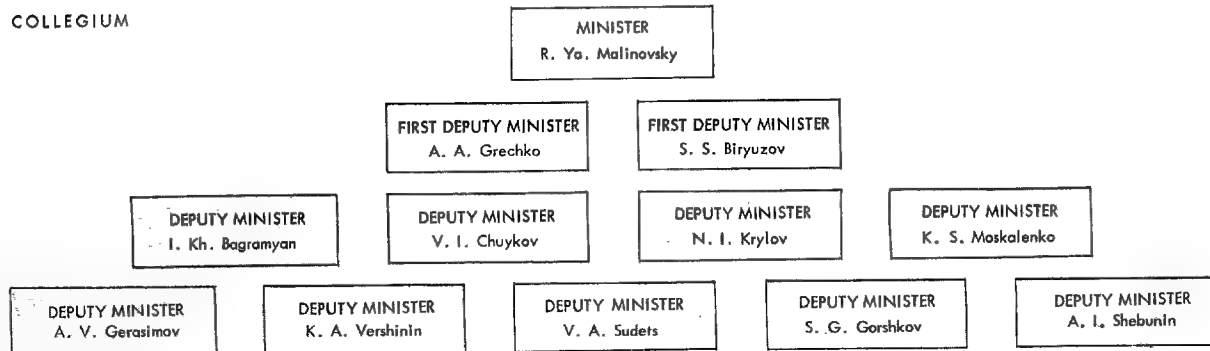 COLLEGIUM
MINISTER
R. Ya. Malinovsky
FIRST DEPUTY MINISTER
A. A. Grechko
FIRST DEPUTY MINISTER
S. S. Biryuzov
DEPUTY MINISTER
I. Kh. Bagramyan
DEPUTY MINISTER
V. I. Chuykov
DEPUTY MINISTER
N. I. Krylov
DEPUTY MINISTER
K. S. Moskalenko
DEPUTY MINISTER
A. V. Gerasimov
DEPUTY MINISTER
K. A. Vershinin
DEPUTY MINISTER
V. A. Sudets
DEPUTY MINISTER
S. G. Gorshkov
DEPUTY MINISTER
A. I. Shebunin